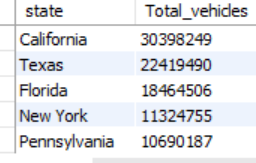 state Total_vehicles
California 30398249
Texas 22419490
Florida 18464506
New York 11324755
Pennsylvania 10690187